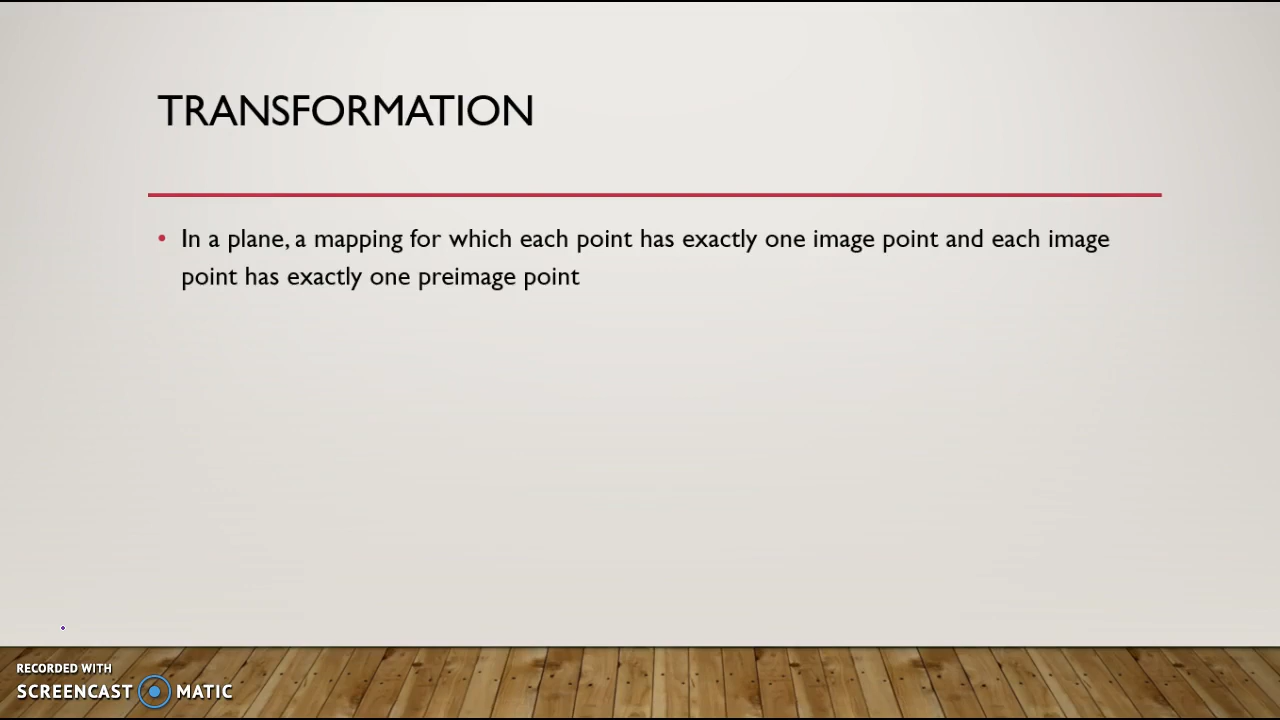 TRANSFORMATION
• In a plane, a mapping for which each point has exactly one image point and each image
point has exactly one preimage point
RECORDED WITH
SCREENCAST MATIC